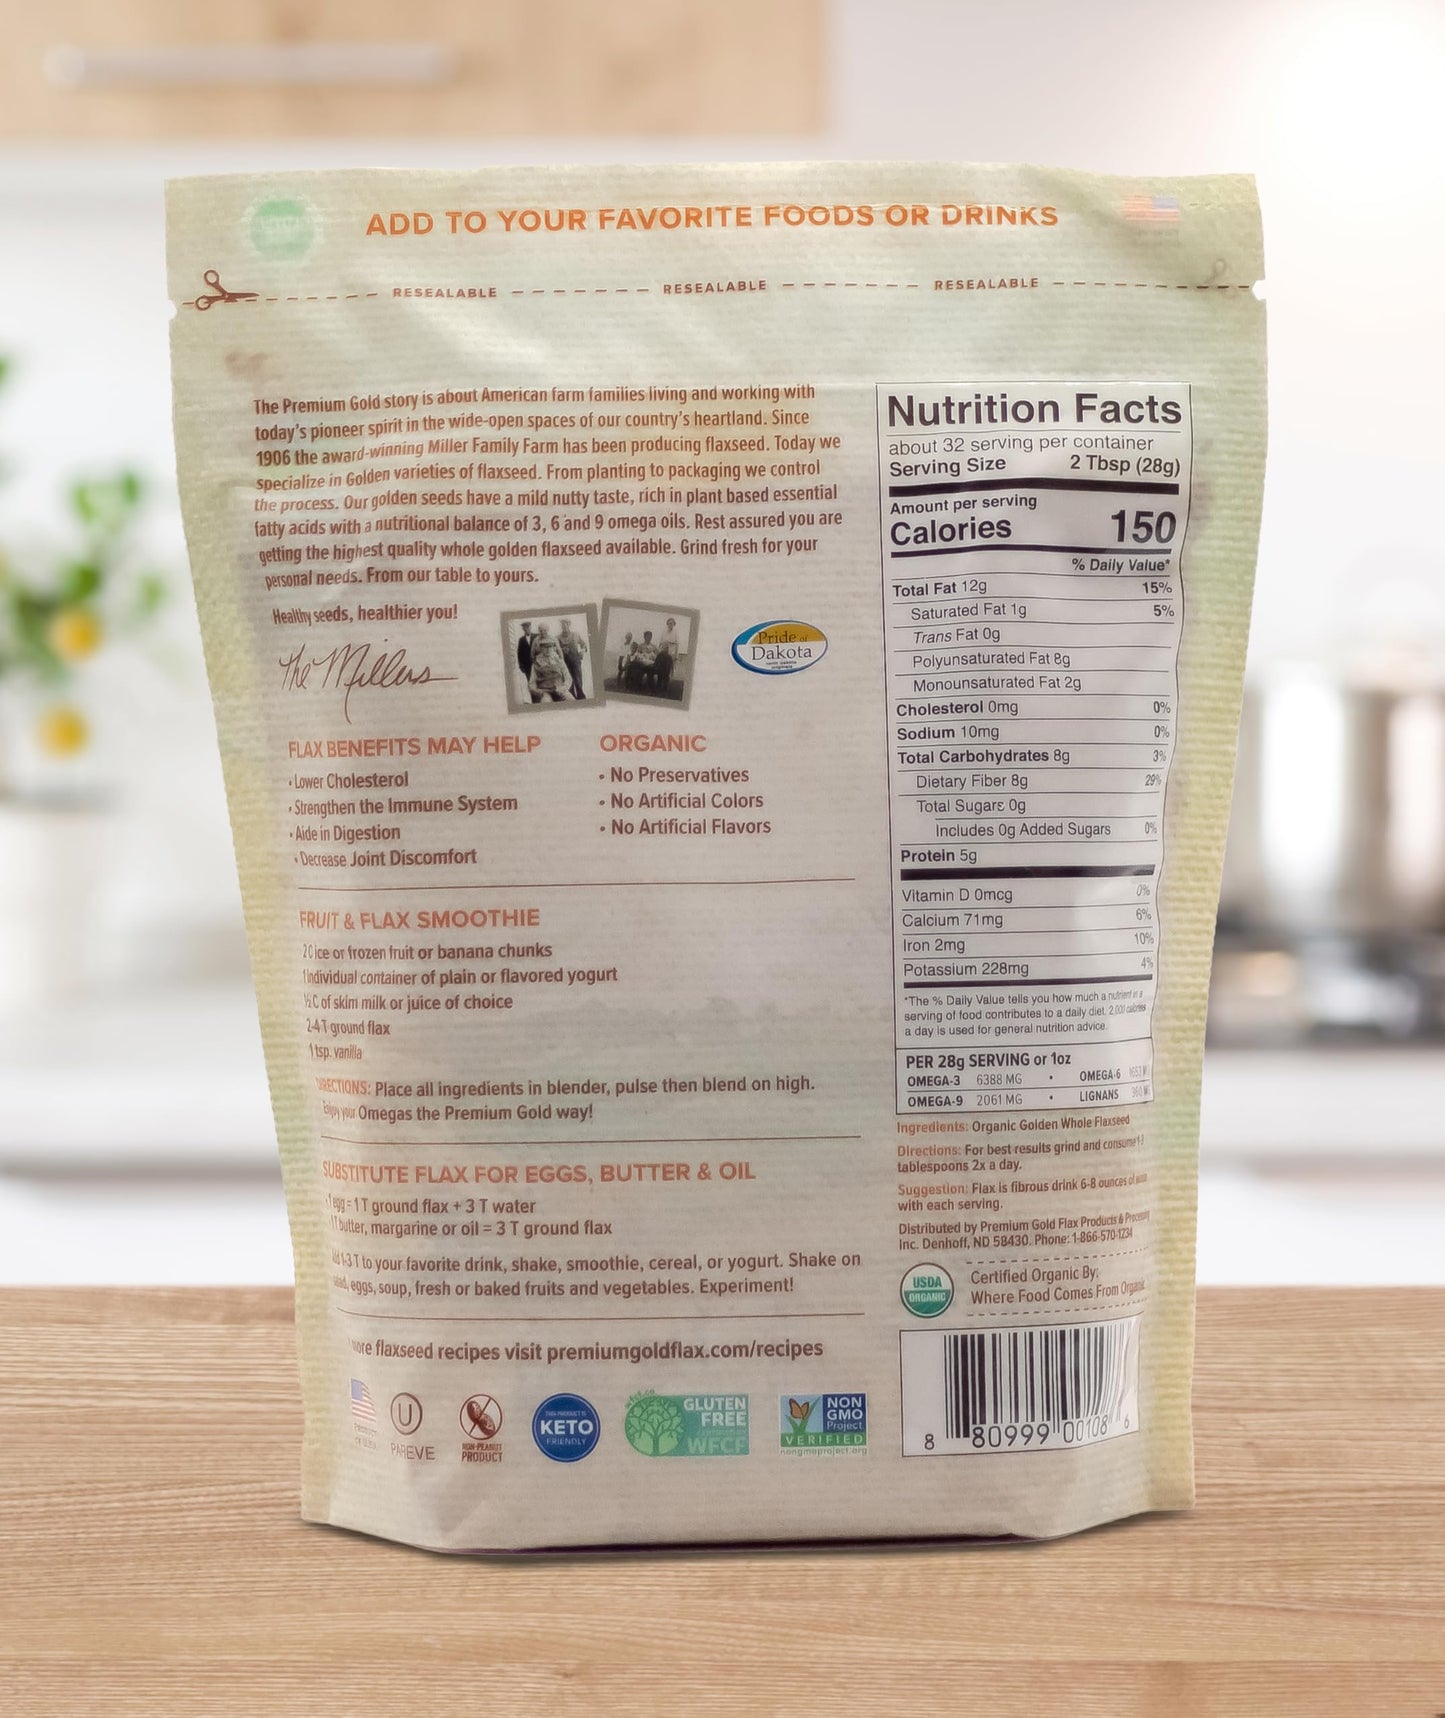 ADD TO YOUR FAVORITE FOODS OR DRINKS
RESEALABLE RESEALABLE RESEALABLE
The Premium Gold story is about American farm families living and working with
today's pioneer spirit in the wide-open spaces of our country's heartland. Since
1906 the award-winning Miller Family Farm has been producing flaxseed. Today we
specialize in Golden varieties of flaxseed. From planting to packaging we control
the process. Our golden seeds have a mild nutty taste, rich in plant based essential
fatty acids with a nutritional balance of 3, 6 and 9 omega oils. Rest assured you are
getting the highest quality whole golden flaxseed available. Grind fresh for your
personal needs. From our table to yours.
Healthy seeds, healthier you!
The Millers
Pride of
Dakota
FLAX BENEFITS MAY HELP
• Lower Cholesterol
• Strengthen the Immune System
• Aide in Digestion
• Decrease Joint Discomfort
ORGANIC
• No Preservatives
• No Artificial Colors
• No Artificial Flavors
FRUIT & FLAX SMOOTHIE
2 C ice or frozen fruit or banana chunks
1 individual container of plain or flavored yogurt
½ C of skim milk or juice of choice
2-4 T ground flax
1 tsp. vanilla
DIRECTIONS: Place all ingredients in blender, pulse then blend on high.
Enjoy your Omegas the Premium Gold way!
SUBSTITUTE FLAX FOR EGGS, BUTTER & OIL
1 egg = 1 T ground flax + 3 T water
1T butter, margarine or oil = 3 T ground flax
1-3 T to your favorite drink, shake, smoothie, cereal, or yogurt. Shake on
eggs, soup, fresh or baked fruits and vegetables. Experiment!
flaxseed recipes visit premiumgoldflax.com/recipes
U
PAREVE
NON-PEANUT
PRODUCT
THIS PRODUCT IS
KETO
FRIENDLY
GLUTEN
FREE
WFCF
NON
GMO
Project
VERIFIED
nongmoproject.org
Nutrition Facts
about 32 serving per container
Serving Size 2 Tbsp (28g)
Amount per serving
Calories 150
% Daily Value*
Total Fat 12g 15%
Saturated Fat 1g 5%
Trans Fat 0g
Polyunsaturated Fat 8g
Monounsaturated Fat 2g
Cholesterol 0mg 0%
Sodium 10mg 0%
Total Carbohydrates 8g 3%
Dietary Fiber 8g 29%
Total Sugars 0g
Includes 0g Added Sugars 0%
Protein 5g
Vitamin D 0mcg 0%
Calcium 71mg 6%
Iron 2mg 10%
Potassium 228mg 4%
*The % Daily Value tells you how much a nutrient in a
serving of food contributes to a daily diet. 2,000 calories
a day is used for general nutrition advice.
PER 28g SERVING or 1oz
OMEGA-3 6388 MG • OMEGA-6
OMEGA-9 2061 MG • LIGNANS
Ingredients: Organic Golden Whole Flaxseed
Directions: For best results grind and consume 1-3
tablespoons 2x a day.
Suggestion: Flax is fibrous drink 6-8 ounces of
with each serving.
Distributed by Premium Gold Flax Products & Processing
Inc. Denhoff, ND 58430. Phone: 1-866-570-1234
USDA
ORGANIC
Certified Organic By:
Where Food Comes From Organic
8 80999 00108 6